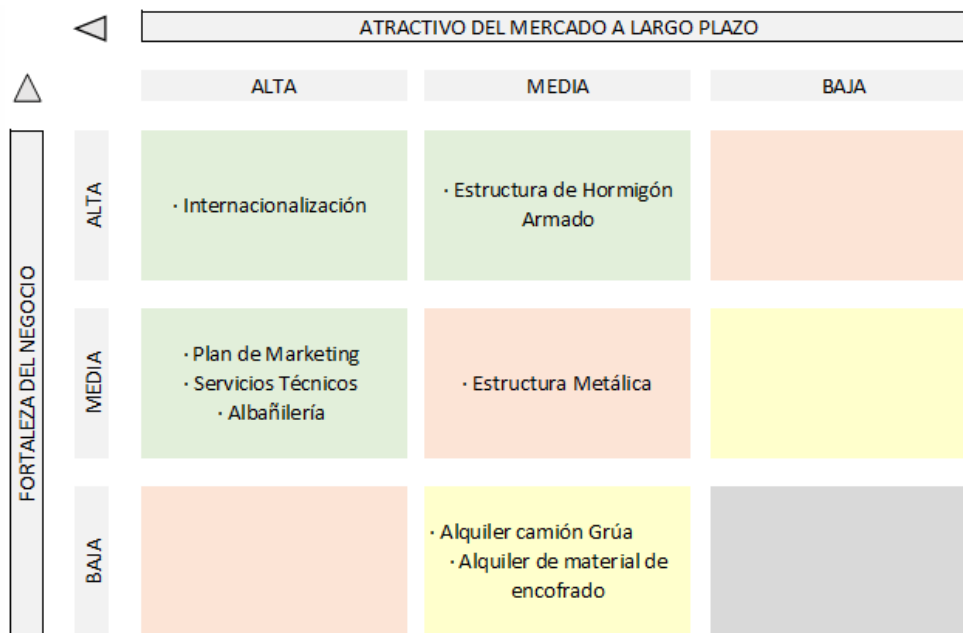 ATRACTIVO DEL MERCADO A LARGO PLAZO
ALTA
MEDIA
BAJA
FORTALEZA DEL NEGOCIO
ALTA
· Internacionalización
· Estructura de Hormigón
Armado
MEDIA
· Plan de Marketing
· Servicios Técnicos
· Albañilería
· Estructura Metálica
BAJA
· Alquiler camión Grúa
· Alquiler de material de
encofrado